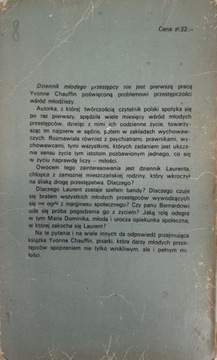 8
Cena zł 22.—
Dziennik młodego przestępcy nie jest pierwszą pracą
Yvonne Chauffin poświęconą problemowi przestępczości
wśród młodzieży.
Autorka, z której twórczością czytelnik polski spotyka się
po raz pierwszy, spędziła wiele miesięcy wśród młodych
przestępców, dzieląc z nimi ich codzienne życie, towarzy-
sząc im najpierw w sądzie, potem w zakładach wychowaw-
czych. Rozmawiała również z psychiatrami, prawnikami, wy-
chowawcami, tymi wszystkimi, których zadaniem jest ukaza-
nie sensu życia tym istotom pozbawionym jednego, co się
w życiu naprawdę liczy — miłości.
Owocem tego zainteresowania jest dziennik Laurenta,
chłopca z zamożnej mieszczańskiej rodziny, który wkroczył
na śliską drogę przestępstwa. Dlaczego?
Dlaczego Laurent zostaje szefem bandy? Dlaczego czuje
się bratem wszystkich młodych przestępców wywodzących
się z marginesu społecznego? Czy panu Bernardowi
uda się próba pogodzenia go z życiem? Jaką rolę odegra
w tym Maria Dominika, młoda i urocza opiekunka społeczna,
w której zakocha się Laurent?
Na te pytania i na wiele innych da odpowiedź przejmująca
książka Yvonne Chauffin, pisarki, która darzy młodych prze-
stępców spojrzeniem nie tylko wnikliwym, ale i pełnym mi-
łości.